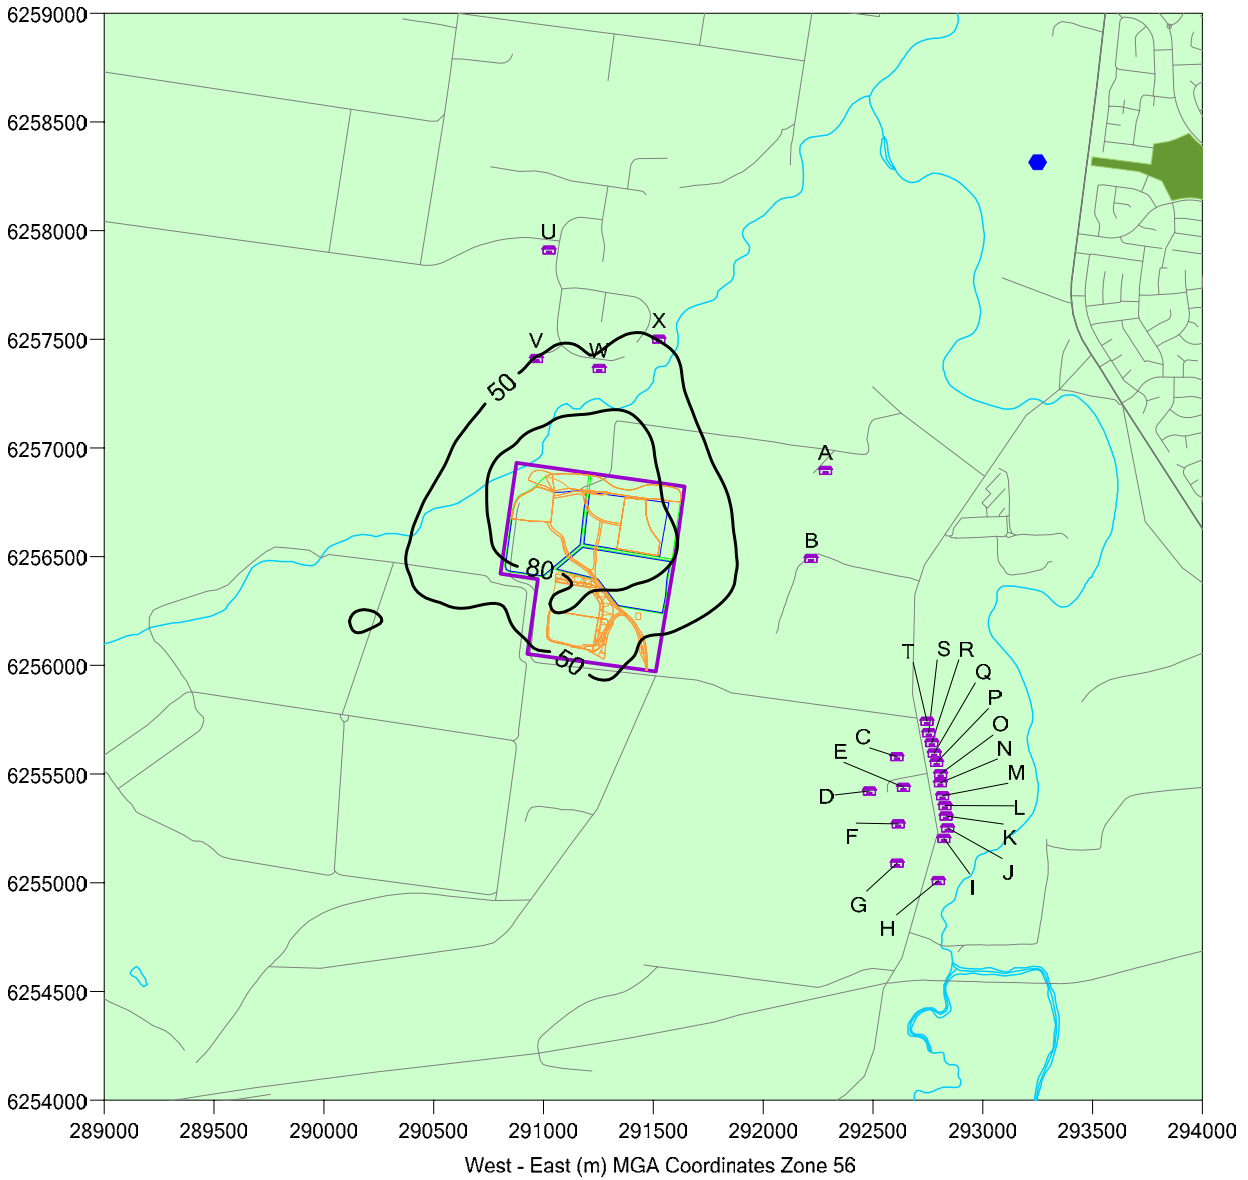 6259000
6258500
6258000
6257500
6257000
6256500
6256000
6255500
6255000
6254500
6254000
U
V
W
X
50
A
B
80
50
T
S
R
Q
P
O
N
M
L
K
J
I
C
E
D
F
G
H
289000 289500 290000 290500 291000 291500 292000 292500 293000 293500 294000
West - East (m) MGA Coordinates Zone 56